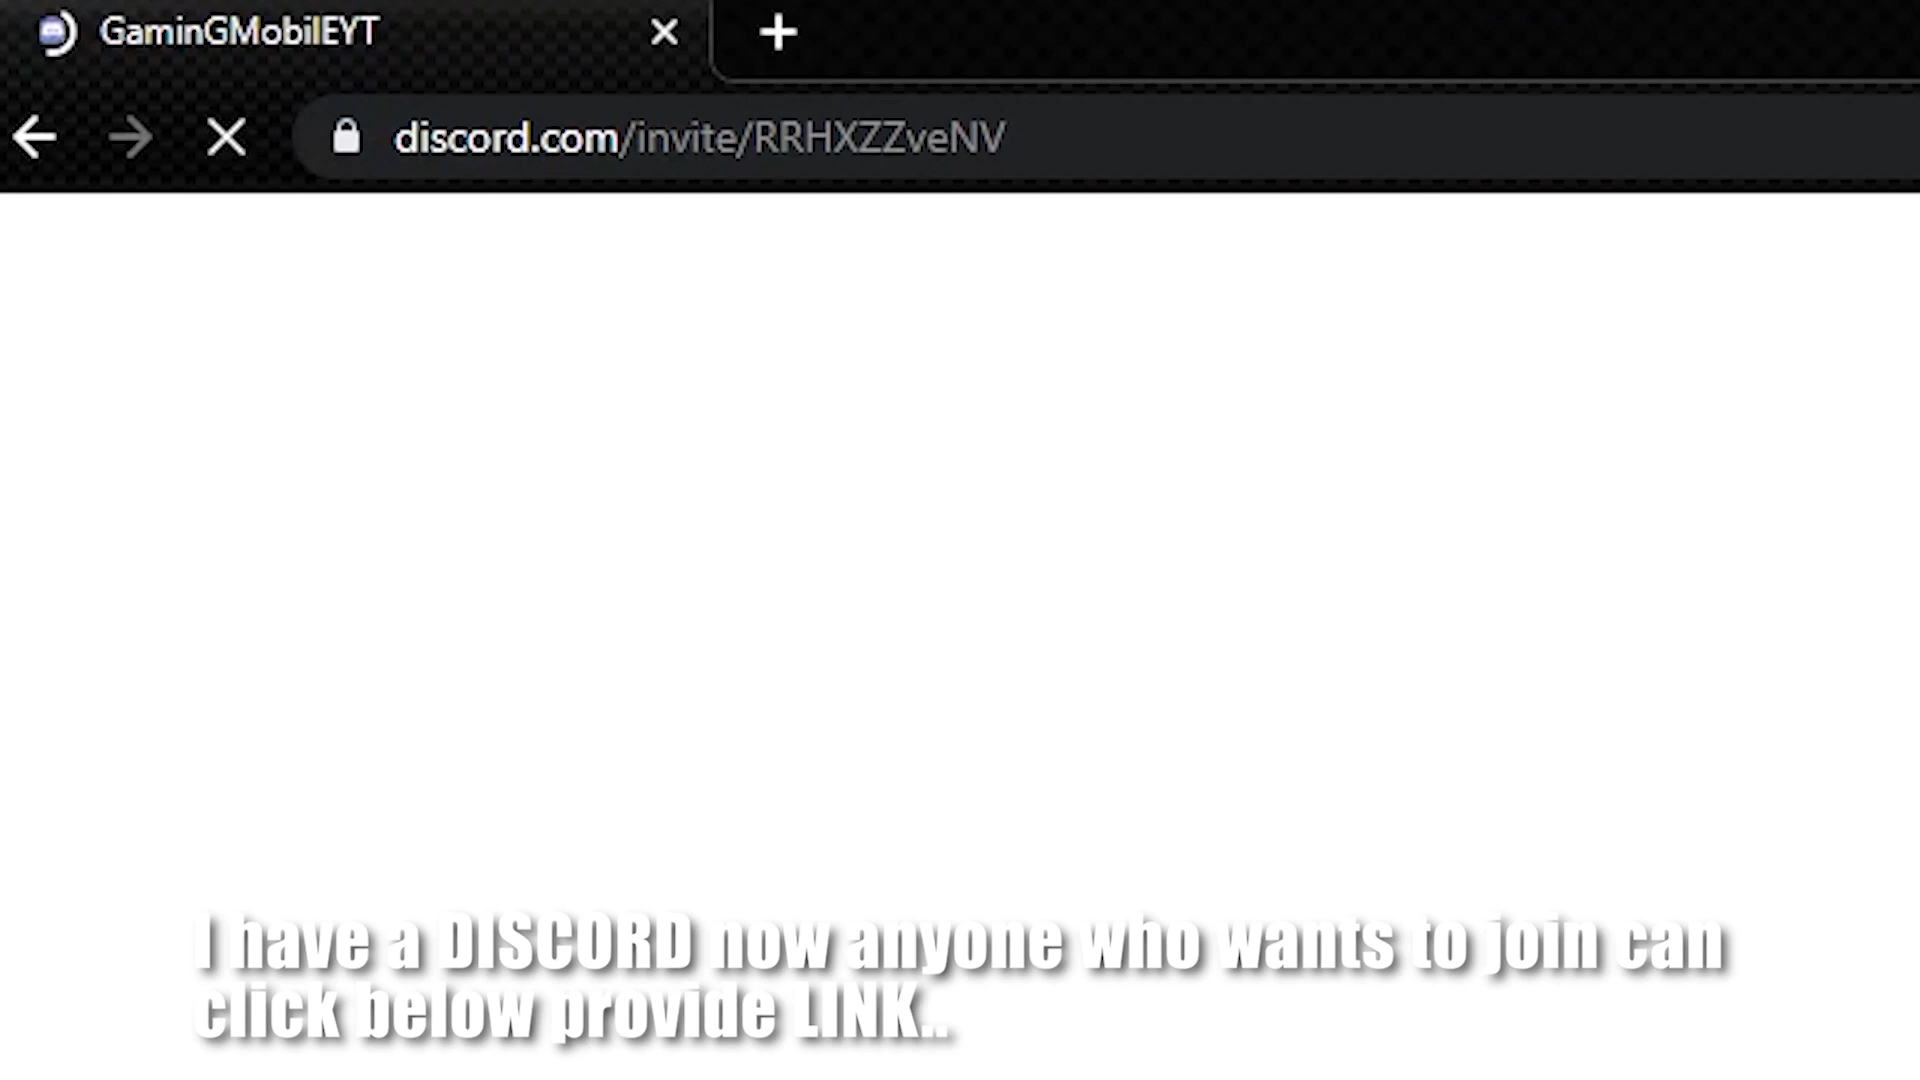 GaminGMobilEYT
discord.com/invite/RRHXZZveNV
I have a DISCORD now anyone who wants to join can
click below provide LINK..